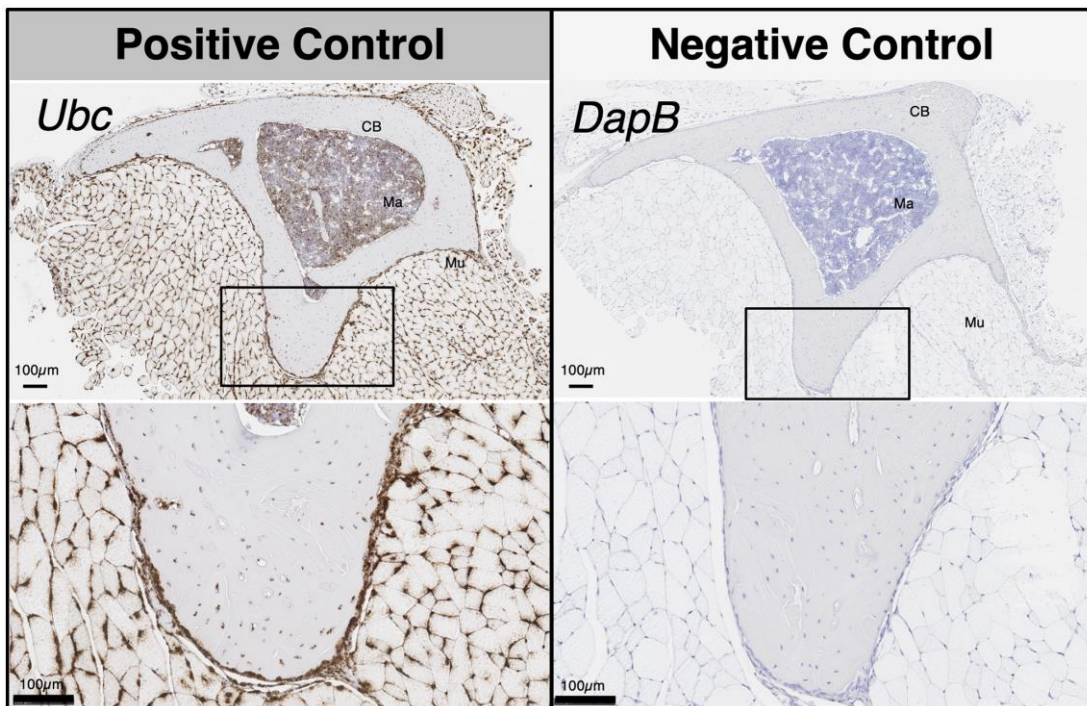 Positive Control
Negative Control
Ubc
CB
Ma
Mu
100µm
DapB
CB
Ma
Mu
100µm
100µm
100µm